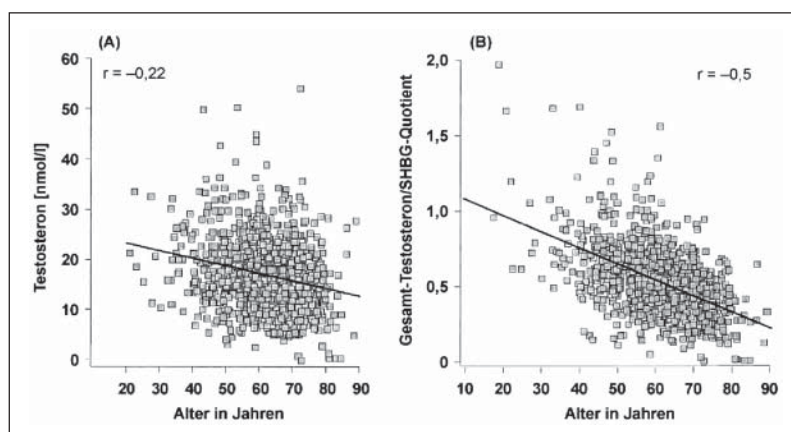 (A)
r = –0,22
Testosteron [nmol/l]
60
50
40
30
20
10
0
20 30 40 50 60 70 80 90
Alter in Jahren
(B)
r = –0,5
Gesamt-Testosteron/SHBG-Quotient
2,0
1,5
1,0
0,5
0
10 20 30 40 50 60 70 80 90
Alter in Jahren